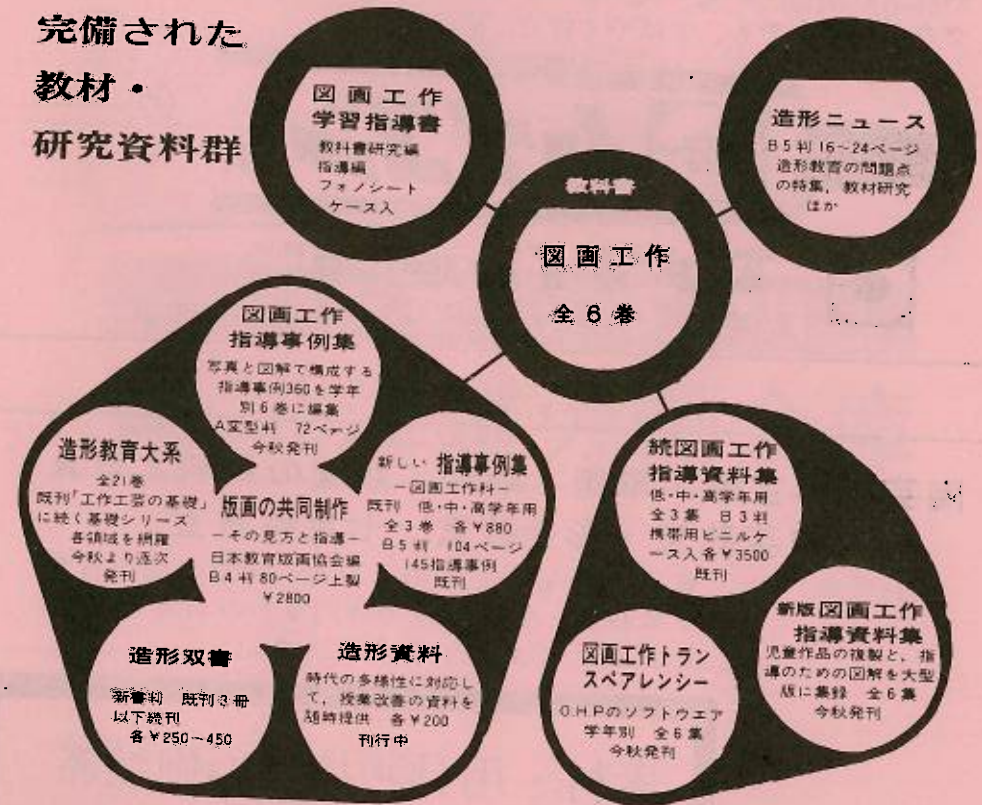 完備された
教材・
研究資料群
図画工作
学習指導書
教科書研究編
指導編
フォノシート
ケース入
造形ニュース
B5判16~24ページ
造形教育の問題点
の特集,教材研究
ほか
教科書
図画工作
全6巻
図画工作
指導事例集
写真と図解で構成する
指導事例360を学年
別6巻に編集
A変型判 72ページ
今秋発刊
造形教育大系
全21巻
既刊「工作工芸の基礎」
に続く基礎シリーズ
各領域を網羅
今秋より逐次
発刊
版画の共同制作
-その見方と指導-
日本教育版画協会編
B4判80ページ上製
¥2800
新しい 指導事例集
-図画工作科-
既刊 低・中・高学年用
全3巻 各¥880
B5判 104ページ
145指導事例
既刊
造形双書
新書判 既刊3冊
以下続刊
各¥250-450
造形資料
時代の多様性に対応し
て,授業改善の資料を
随時提供 各¥200
刊行中
続図画工作
指導資料集
低・中・高学年用
全3集 B3判
携帯用ビニルケ
ース入各¥3500
既刊
図画工作トラン
スペアレンシー
O.H.Pのソフトウエア
学年別 全6集
今秋発刊
新版図画工作
指導資料集
児童作品の複製と,指
導のための図解を大型
版に集録 全6集
今秋発刊